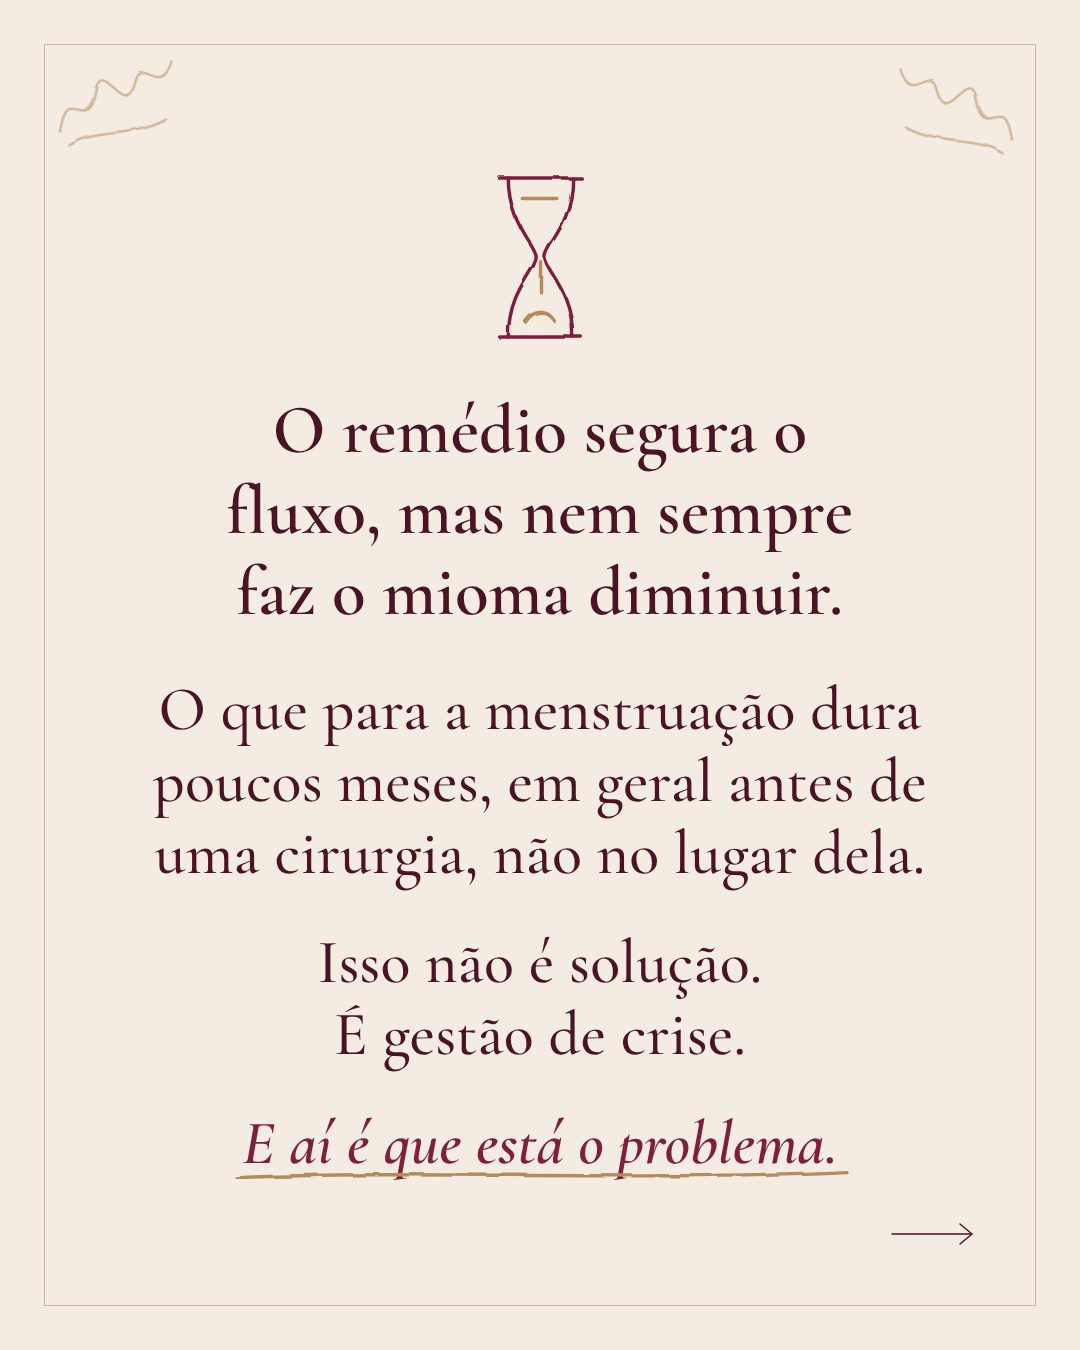 O remédio segura o
fluxo, mas nem sempre
faz o mioma diminuir.
O que para a menstruação dura
poucos meses, em geral antes de
uma cirurgia, não no lugar dela.
Isso não é solução.
É gestão de crise.
E aí é que está o problema.